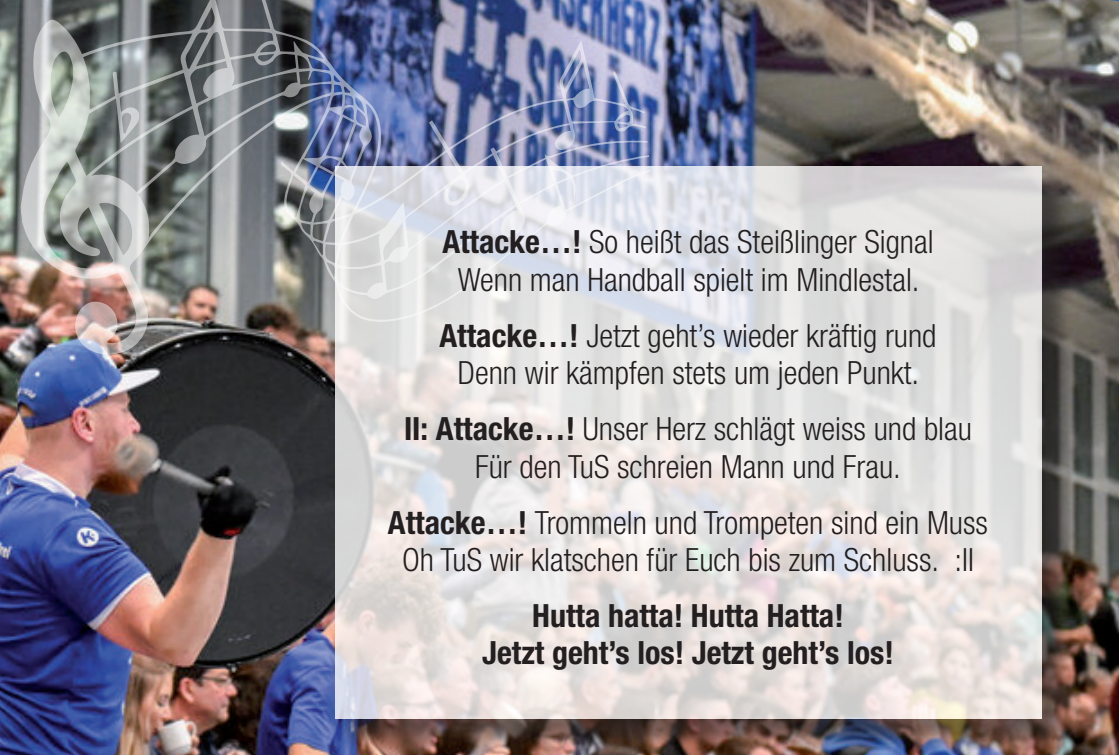 SCHLÄGT
Attacke…! So heißt das Steißlinger Signal
Wenn man Handball spielt im Mindlestal.
Attacke…! Jetzt geht’s wieder kräftig rund
Denn wir kämpfen stets um jeden Punkt.
II: Attacke…! Unser Herz schlägt weiss und blau
Für den TuS schreien Mann und Frau.
Attacke…! Trommeln und Trompeten sind ein Muss
Oh TuS wir klatschen für Euch bis zum Schluss.  :II
Hutta hatta! Hutta Hatta!
Jetzt geht’s los! Jetzt geht’s los!